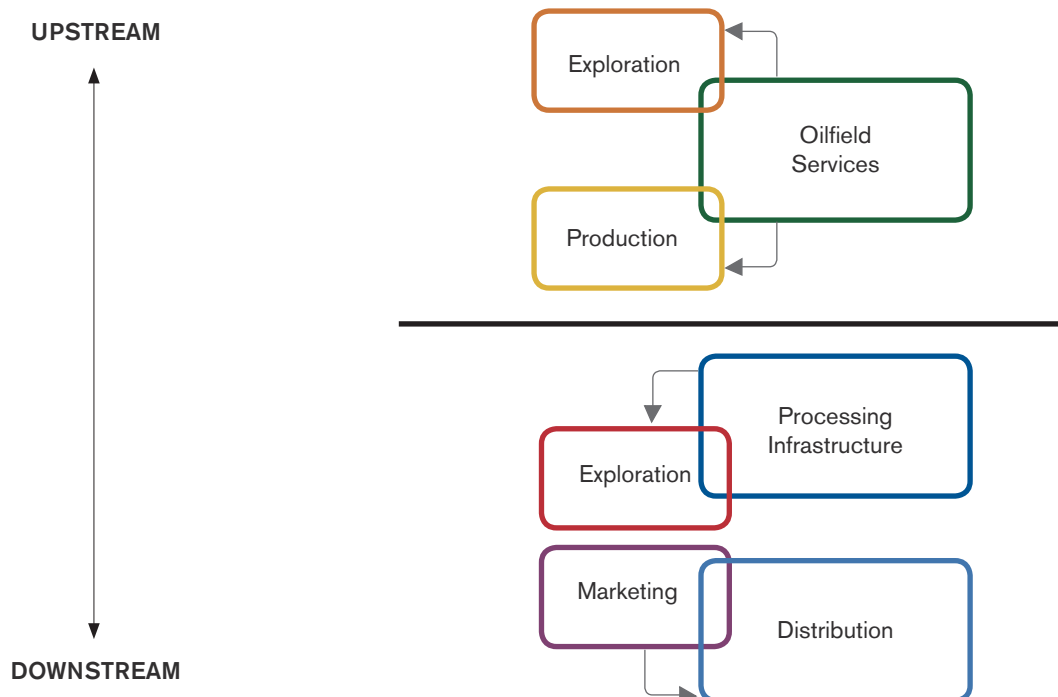 UPSTREAM
Exploration
Oilfield
Services
Production
Processing
Infrastructure
Exploration
Marketing
Distribution
DOWNSTREAM